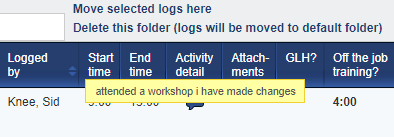 Move selected logs here
Delete this folder (logs will be moved to default folder)
Logged by
Start time
End time
Activity detail
Attach-
ments
GLH?
Off the job training?
attended a workshop i have made changes
Knee, Sid
4:00